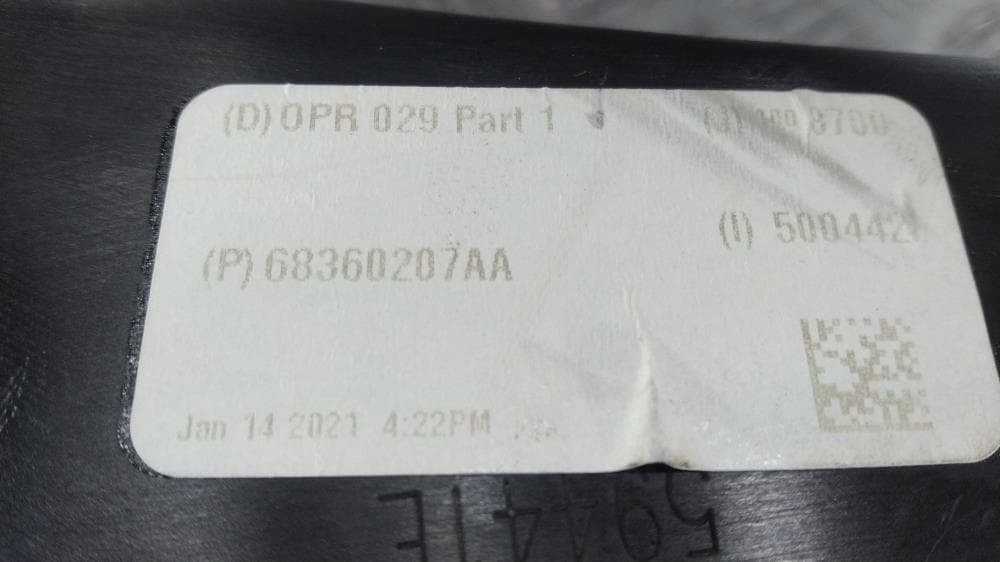 (D) OPR 029 Part 1
(I) 500442
(P) 68360207AA
Jan 14 2021 4:22PM